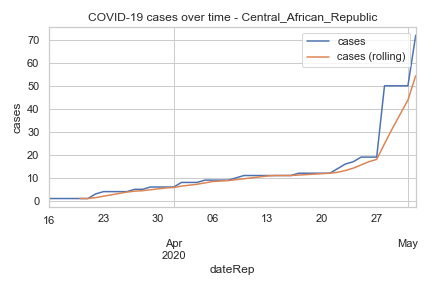 COVID-19 cases over time - Central_African_Republic
cases
cases (rolling)
cases
70
60
50
40
30
20
10
0
16 23 30 06 13 20 27
Apr May
2020
dateRep